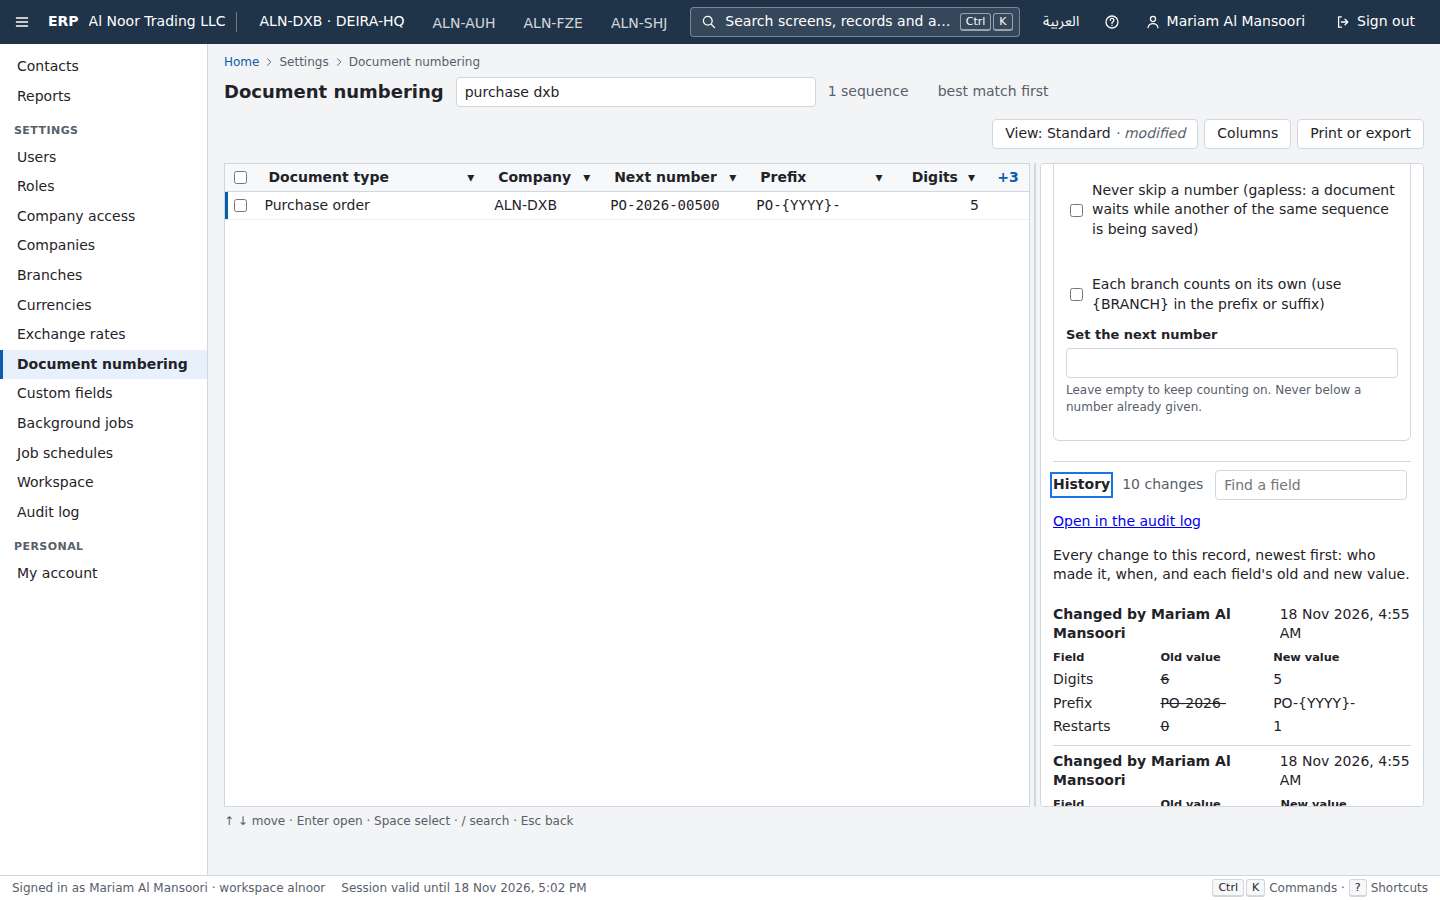 ERP Al Noor Trading LLC ALN-DXB · DEIRA-HQ ALN-AUH ALN-FZE ALN-SHJ Search screens, records and a… Ctrl K العربية Mariam Al Mansoori Sign out
Contacts
Reports
SETTINGS
Users
Roles
Company access
Companies
Branches
Currencies
Exchange rates
Document numbering
Custom fields
Background jobs
Job schedules
Workspace
Audit log
PERSONAL
My account
Home > Settings > Document numbering
Document numbering purchase dxb 1 sequence best match first
View: Standard · modified Columns Print or export
Document type ▼ Company ▼ Next number ▼ Prefix ▼ Digits ▼ +3
Purchase order ALN-DXB PO-2026-00500 PO-{YYYY}- 5
Never skip a number (gapless: a document
waits while another of the same sequence
is being saved)
Each branch counts on its own (use
{BRANCH} in the prefix or suffix)
Set the next number
Leave empty to keep counting on. Never below a
number already given.
History 10 changes Find a field
Open in the audit log
Every change to this record, newest first: who
made it, when, and each field's old and new value.
Changed by Mariam Al
Mansoori
18 Nov 2026, 4:55
AM
Field Old value New value
Digits 6 5
Prefix PO-2026- PO-{YYYY}-
Restarts 0 1
Changed by Mariam Al
Mansoori
18 Nov 2026, 4:55
AM
Field Old value New value
↑ ↓ move · Enter open · Space select · / search · Esc back
Signed in as Mariam Al Mansoori · workspace alnoor Session valid until 18 Nov 2026, 5:02 PM Ctrl K Commands · ? Shortcuts